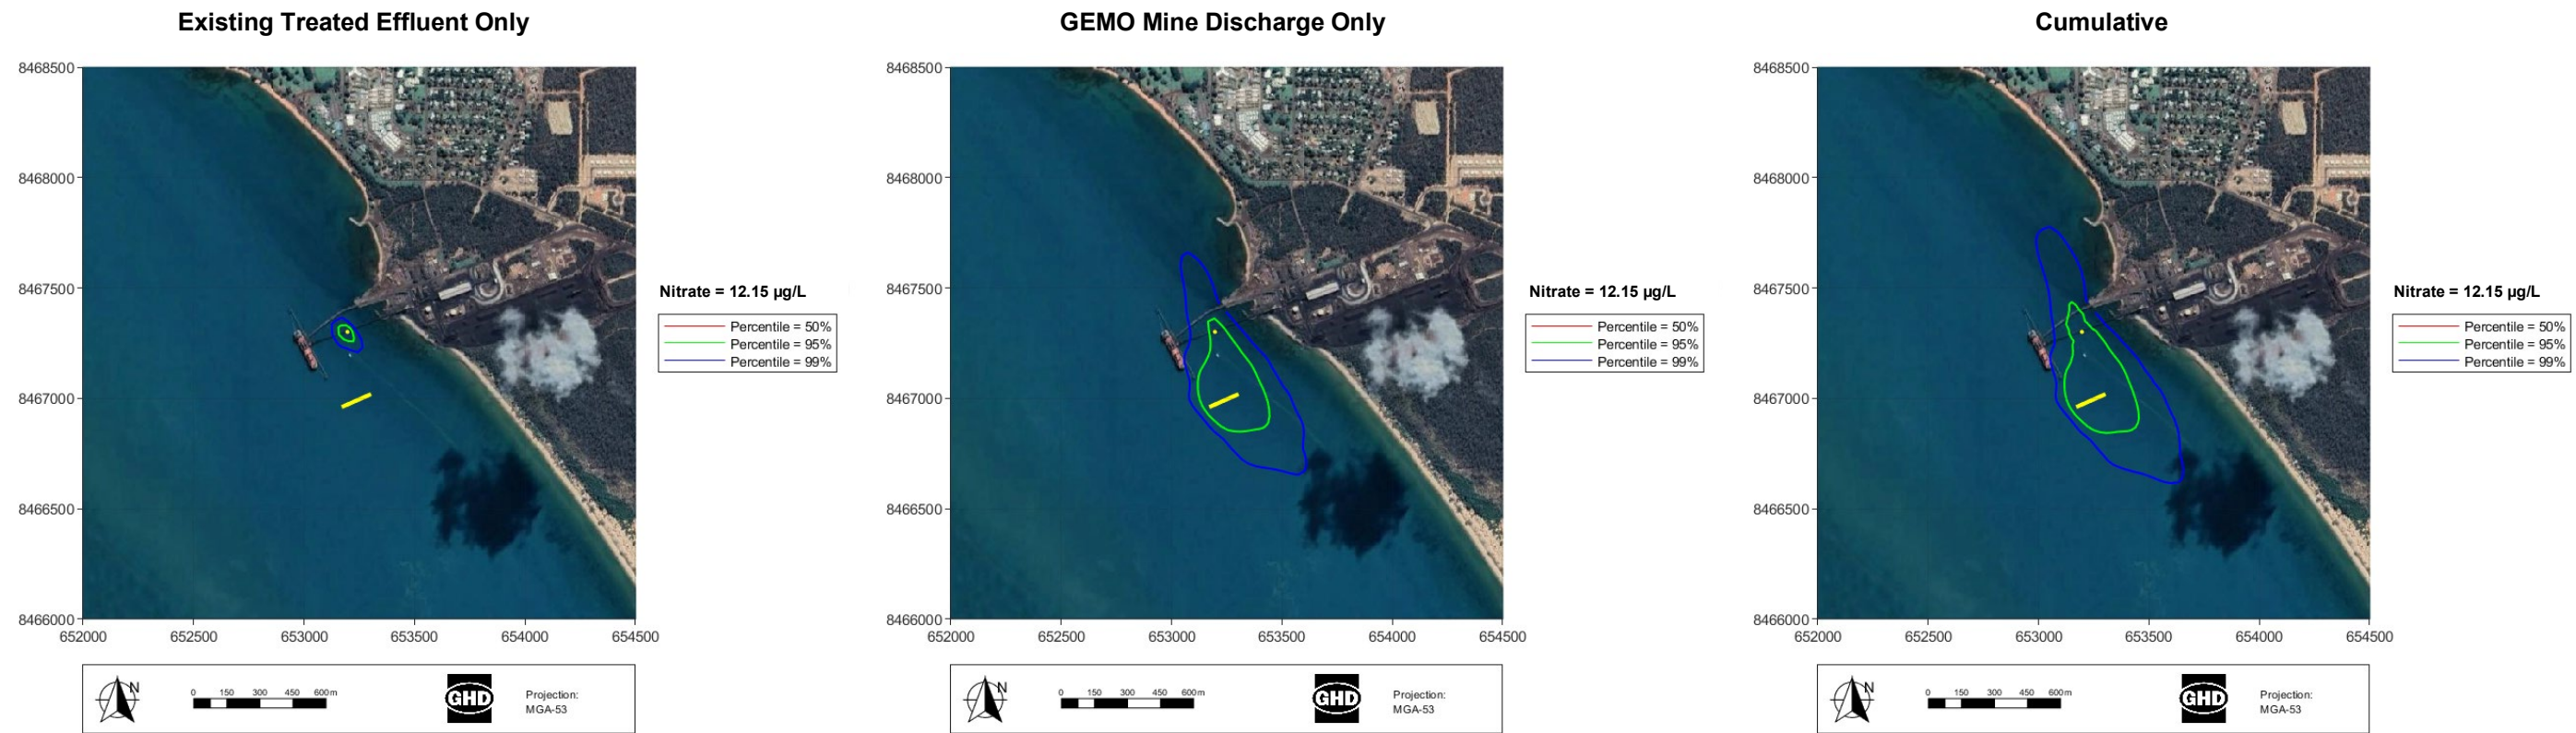 Existing Treated Effluent Only
8468500
8468000
8467500
8467000
8466500
8466000
652000 652500 653000 653500 654000 654500
Nitrate = 12.15 µg/L
Percentile = 50%
Percentile = 95%
Percentile = 99%
N
0 150 300 450 600m
GHD
Projection:
MGA-53
GEMO Mine Discharge Only
8468500
8468000
8467500
8467000
8466500
8466000
652000 652500 653000 653500 654000 654500
Nitrate = 12.15 µg/L
Percentile = 50%
Percentile = 95%
Percentile = 99%
N
0 150 300 450 600m
GHD
Projection:
MGA-53
Cumulative
8468500
8468000
8467500
8467000
8466500
8466000
652000 652500 653000 653500 654000 654500
Nitrate = 12.15 µg/L
Percentile = 50%
Percentile = 95%
Percentile = 99%
N
0 150 300 450 600m
GHD
Projection:
MGA-53